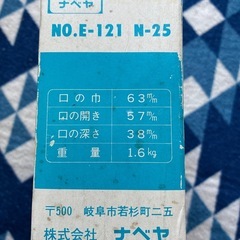 ナベヤ
NO.E-121 N-25
口の巾 63m/m
口の開き 57m/m
口の深さ 38m/m
重量 1.6kg
〒500 岐阜市若杉町二五
株式会社 ナベヤ